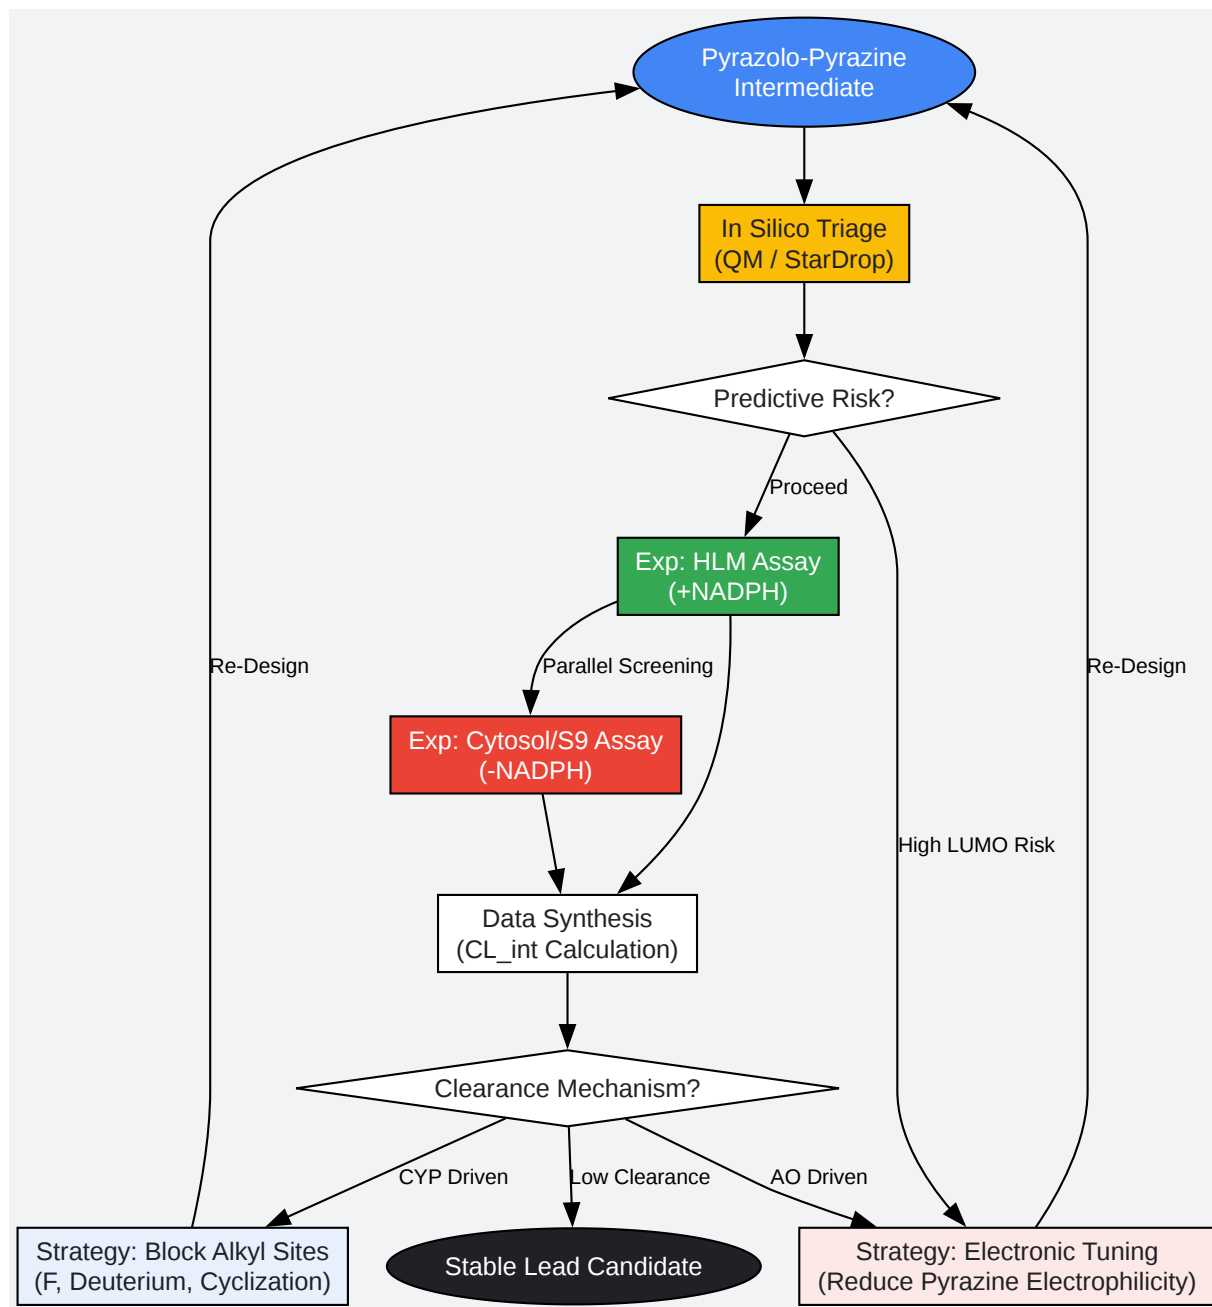 Pyrazolo-Pyrazine
Intermediate
In Silico Triage
(QM / StarDrop)
Predictive Risk?
Proceed
Exp: HLM Assay
(+NADPH)
Re-Design
Parallel Screening
Re-Design
Exp: Cytosol/S9 Assay
(-NADPH)
High LUMO Risk
Data Synthesis
(CL_int Calculation)
Clearance Mechanism?
CYP Driven
Low Clearance
AO Driven
Strategy: Block Alkyl Sites
(F, Deuterium, Cyclization)
Stable Lead Candidate
Strategy: Electronic Tuning
(Reduce Pyrazine Electrophilicity)